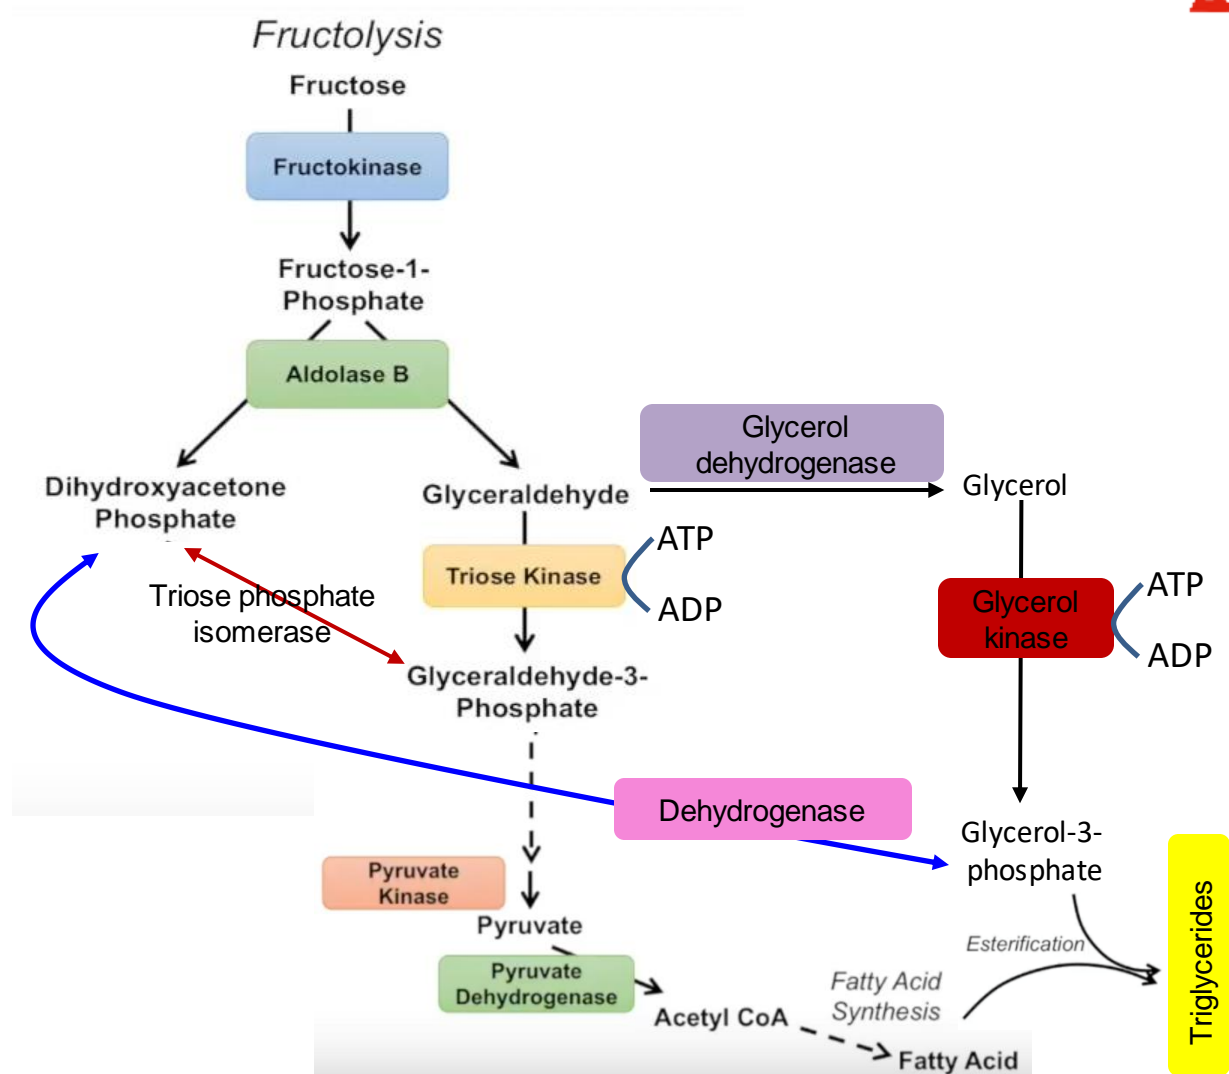 Fructolysis
Fructose
Fructokinase
Fructose-1-
Phosphate
Aldolase B
Glycerol
dehydrogenase
Dihydroxyacetone
Phosphate
Glyceraldehyde
Glycerol
ATP
Triose Kinase
ADP
Triose phosphate
isomerase
ATP
Glycerol
kinase
ADP
Glyceraldehyde-3-
Phosphate
Dehydrogenase
Glycerol-3-
phosphate
Pyruvate
Kinase
Pyruvate
Esterification
Pyruvate
Dehydrogenase
Fatty Acid
Synthesis
Triglycerides
Acetyl CoA
Fatty Acid